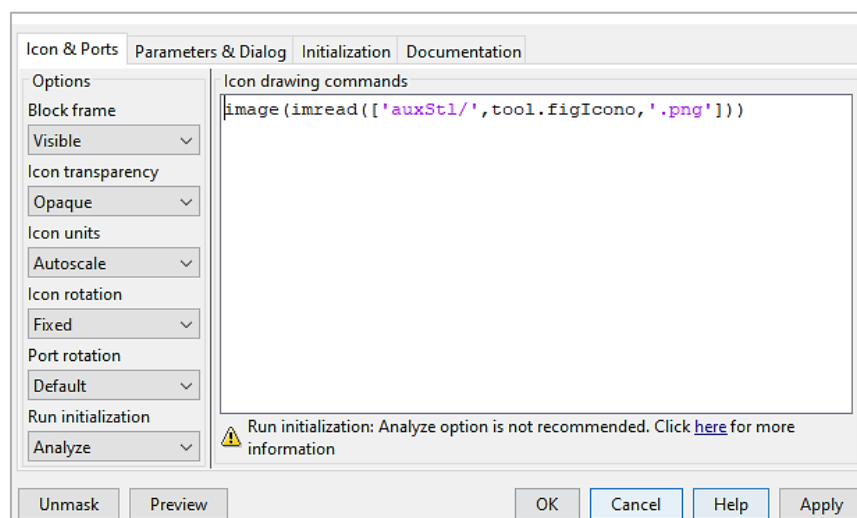 Icon & Ports
Parameters & Dialog
Initialization
Documentation
Options
Block frame
Visible
Icon transparency
Opaque
Icon units
Autoscale
Icon rotation
Fixed
Port rotation
Default
Run initialization
Analyze
Icon drawing commands
image(imread(['auxStl/',tool.figIcono,'.png']))
Run initialization: Analyze option is not recommended. Click here for more
information
Unmask
Preview
OK
Cancel
Help
Apply